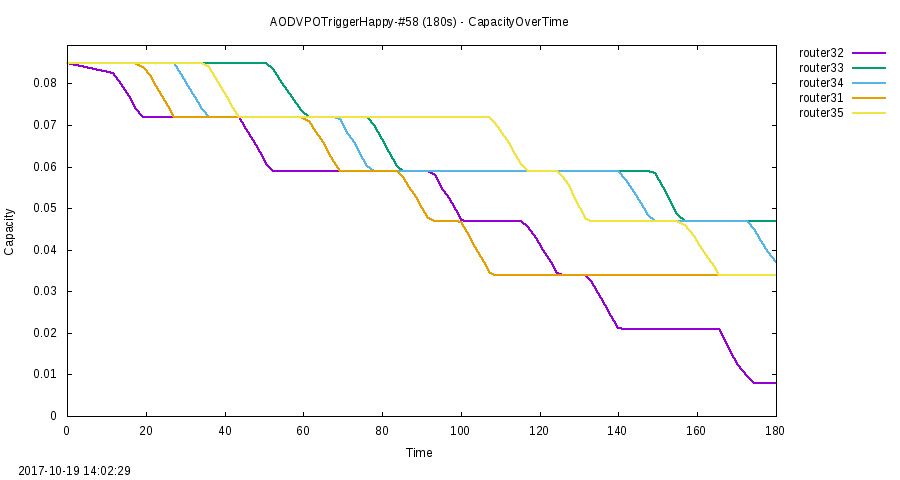 AODVPOTriggerHappy-#58 (180s) - CapacityOverTime
router32
router33
router34
router31
router35
0.08
0.07
0.06
0.05
0.04
0.03
0.02
0.01
0
Capacity
0 20 40 60 80 100 120 140 160 180
Time
2017-10-19 14:02:29